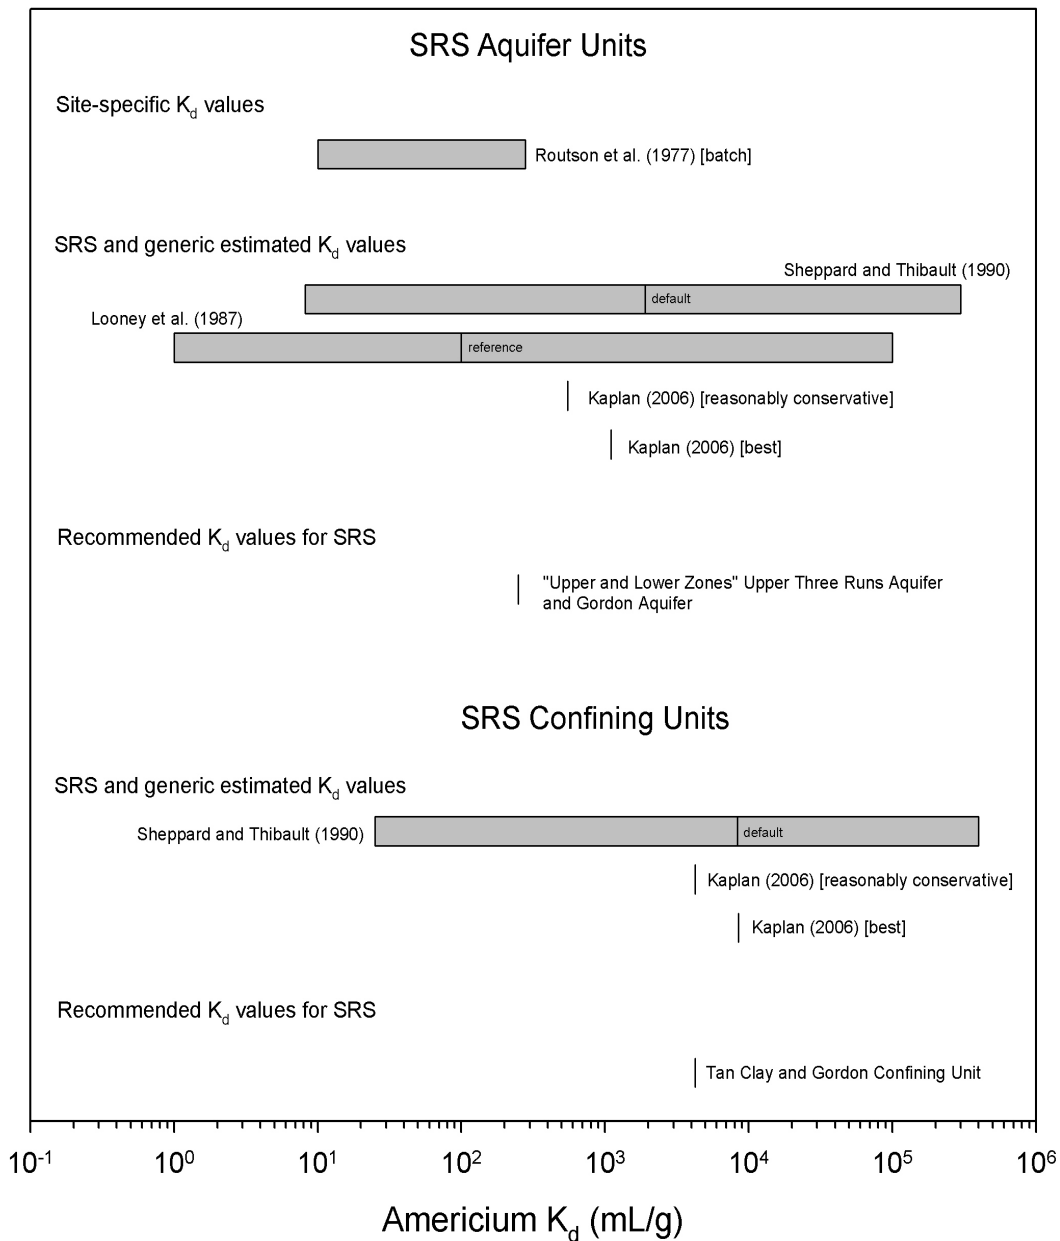 SRS Aquifer Units
Site-specific Kd values
Routson et al. (1977) [batch]
SRS and generic estimated Kd values
Sheppard and Thibault (1990)
default
Looney et al. (1987)
reference
Kaplan (2006) [reasonably conservative]
Kaplan (2006) [best]
Recommended Kd values for SRS
"Upper and Lower Zones" Upper Three Runs Aquifer
and Gordon Aquifer
SRS Confining Units
SRS and generic estimated Kd values
Sheppard and Thibault (1990)
default
Kaplan (2006) [reasonably conservative]
Kaplan (2006) [best]
Recommended Kd values for SRS
Tan Clay and Gordon Confining Unit
10-1 100 101 102 103 104 105 106
Americium Kd (mL/g)